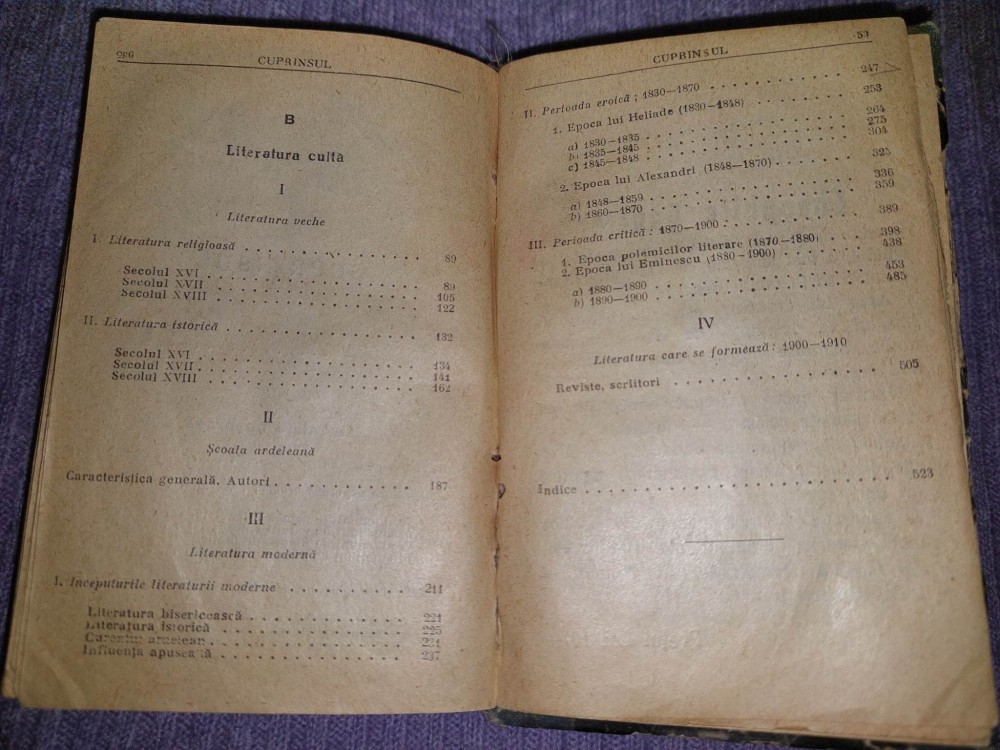 CUPRINSUL
B
Literatura cultă
I
Literatura veche
I. Literatura religioasă . . . . . . . . . . . . . . . 89
Secolul XVI . . . . . . . . . . . . . . . 89
Secolul XVII . . . . . . . . . . . . . . . 105
Secolul XVIII . . . . . . . . . . . . . . . 122
II. Literatura istorică . . . . . . . . . . . . . . . 132
Secolul XVI . . . . . . . . . . . . . . . 134
Secolul XVII . . . . . . . . . . . . . . . 141
Secolul XVIII . . . . . . . . . . . . . . . 162
II
Școala ardeleană
Caracteristica generală. Autori . . . . . . . . . . . 187
III
Literatura modernă
I. Inceputurile literaturii moderne . . . . . . . . . . 211
Literatura bisericească . . . . . . . . . . . . . 221
Literatura istorică . . . . . . . . . . . . . 225
Curentul ardelean . . . . . . . . . . . . . 231
Influența apuseană . . . . . . . . . . . . . 237
CUPRINSUL
II. Perioada eroică ; 1830—1870 . . . . . . . . . . 247
1. Epoca lui Heliade (1830-1848) . . . . . . . . . 253
a) 1830—1835 . . . . . . . . . . . . . 264
b) 1835—1845 . . . . . . . . . . . . . 275
c) 1845—1848 . . . . . . . . . . . . . 304
2. Epoca lui Alexandri (1848—1870) . . . . . . . . 325
a) 1848—1859 . . . . . . . . . . . . . 336
b) 1860—1870 . . . . . . . . . . . . . 359
III. Perioada critică : 1870—1900 . . . . . . . . . . 389
1. Epoca polemicilor literare (1870—1880) . . . . . 398
2. Epoca lui Eminescu (1880—1900) . . . . . . . . 438
a) 1880—1890 . . . . . . . . . . . . . 453
b) 1890—1900 . . . . . . . . . . . . . 485
IV
Literatura care se formează : 1900—1910
Reviste, scriitori . . . . . . . . . . . . . . . 505
Indice . . . . . . . . . . . . . . . . . . . 523